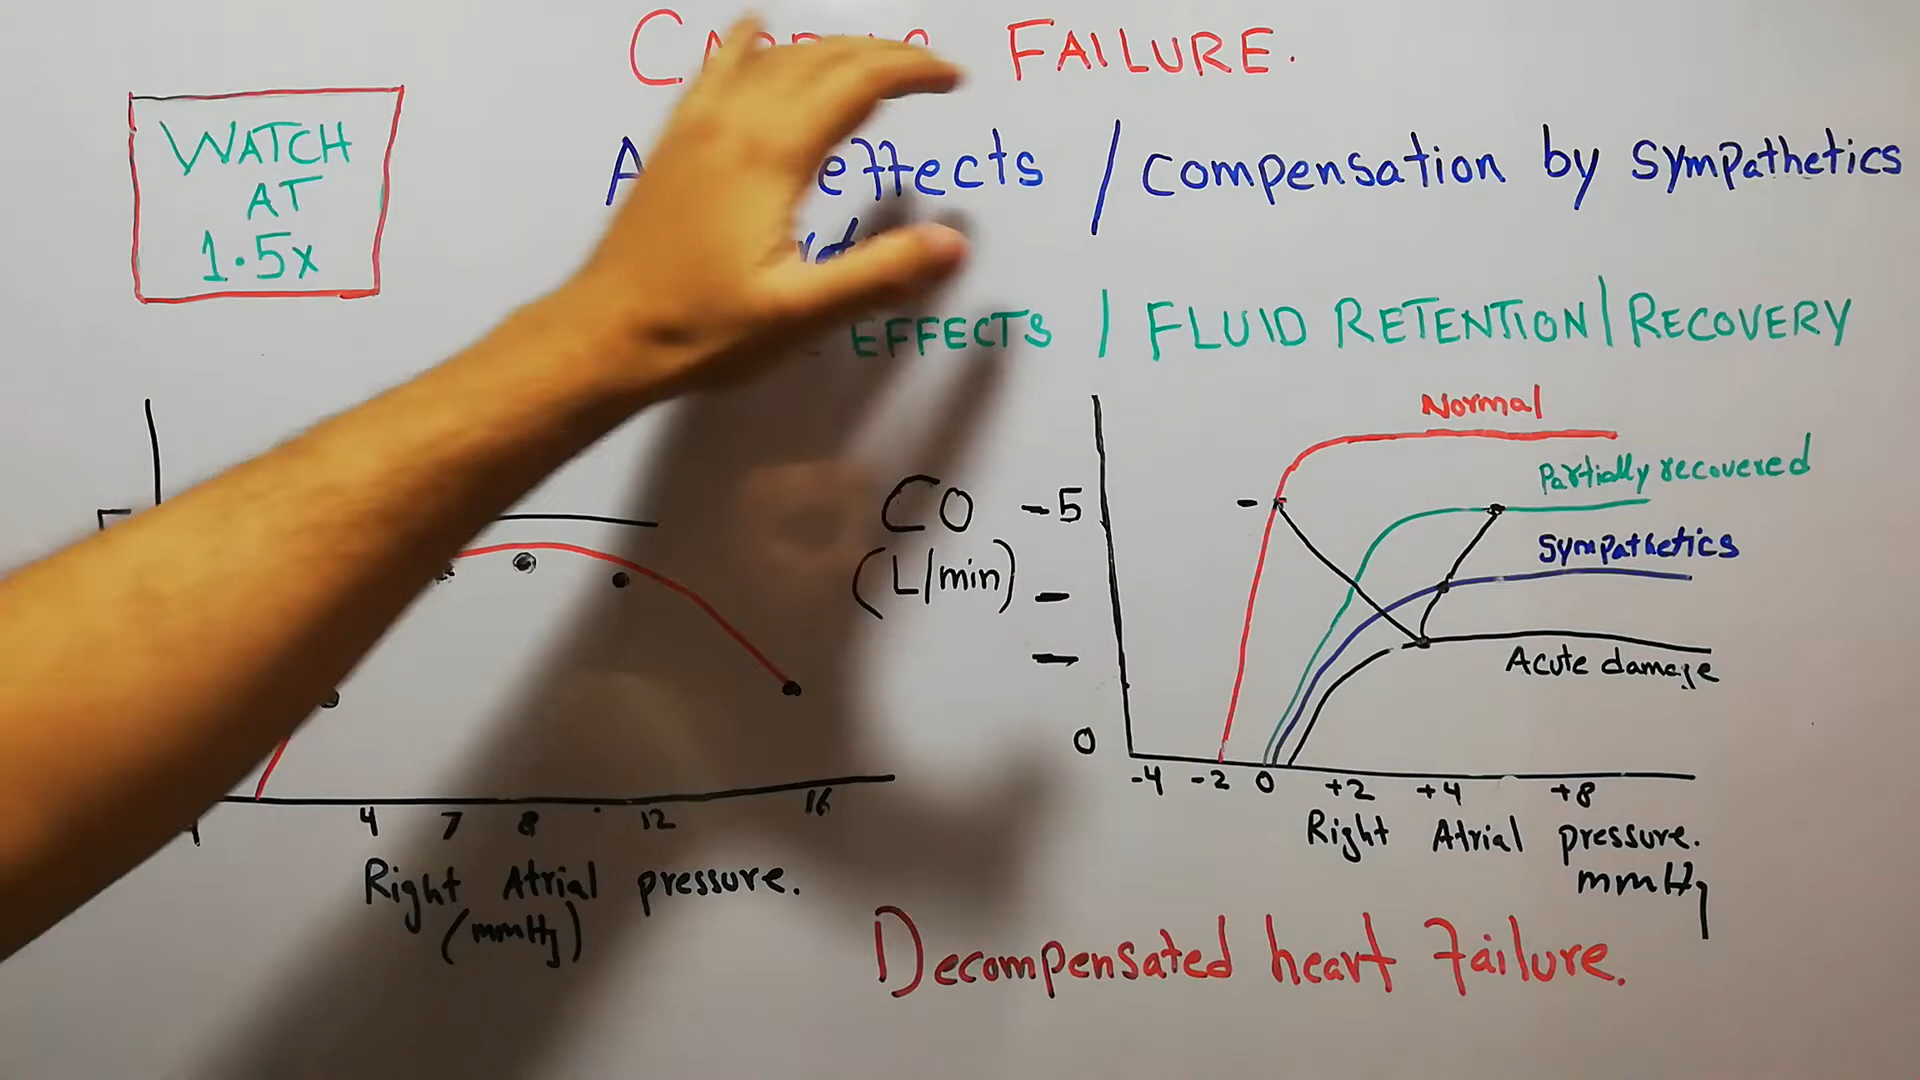 FAILURE.
WATCH
AT
1.5x
effects / compensation by sympathetics
EFFECTS / FLUID RETENTION / RECOVERY
Normal
Partially recovered
Sympathetics
Acute damage
CO
(L/min)
-5
0
-4 -2 0 +2 +4 +8
Right Atrial pressure.
mmHg
4 7 8 12 16
Right Atrial pressure.
(mmHg)
Decompensated heart failure.